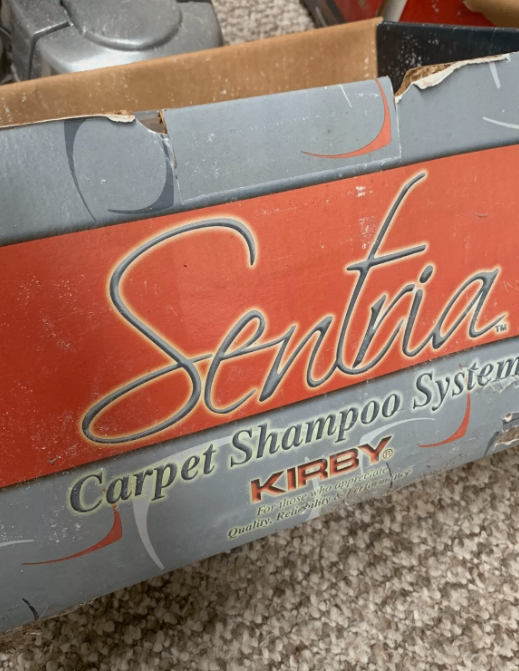 Sentria™
Carpet Shampoo System
KIRBY®
For those who appreciate
Quality, Reliability & Performance